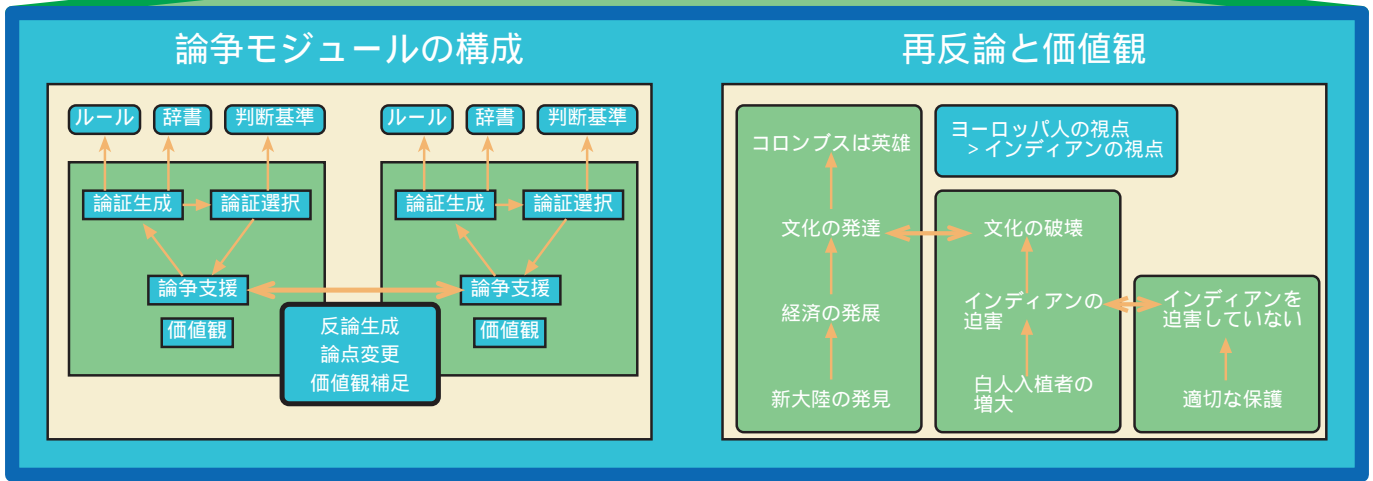 論争モジュールの構成
ルール
辞書
判断基準
ルール
辞書
判断基準
論証生成
論証選択
論証生成
論証選択
論争支援
論争支援
価値観
価値観
反論生成
論点変更
価値観補足
再反論と価値観
コロンブスは英雄
文化の発達
経済の発展
新大陸の発見
ヨーロッパ人の視点
> インディアンの視点
文化の破壊
インディアンの
迫害
白人入植者の
増大
インディアンを
迫害していない
適切な保護